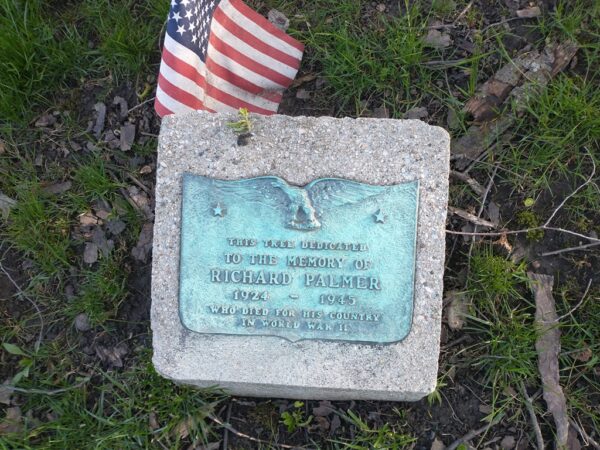 THIS TREE DEDICATED
TO THE MEMORY OF
RICHARD PALMER
1924 - 1945
WHO DIED FOR HIS COUNTRY
IN WORLD WAR II